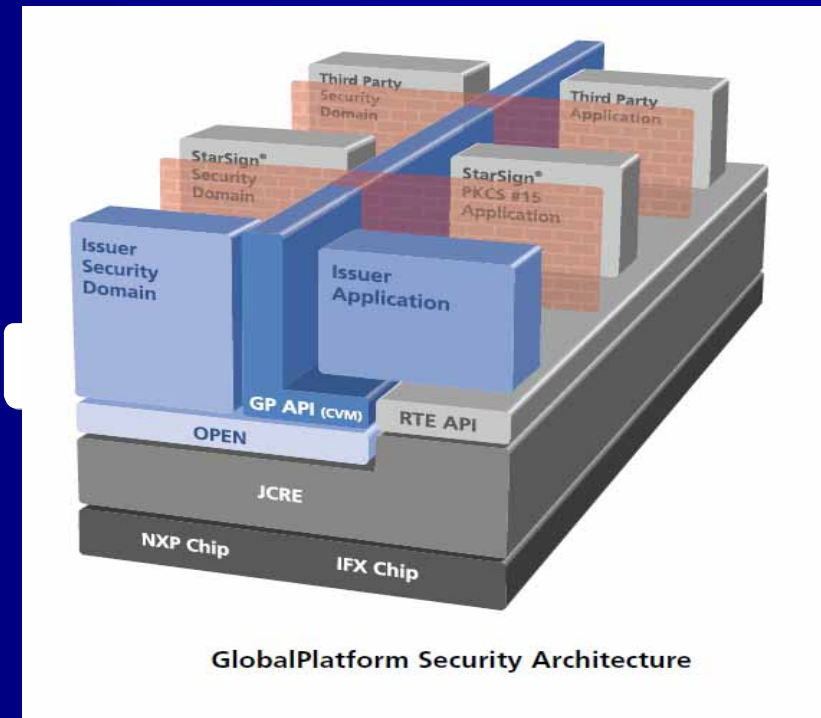 Third Party
Security
Domain
Third Party
Application
StarSign®
Security
Domain
StarSign®
PKCS #15
Application
Issuer
Security
Domain
Issuer
Application
GP API (CVM)
RTE API
OPEN
JCRE
NXP Chip
IFX Chip
GlobalPlatform Security Architecture